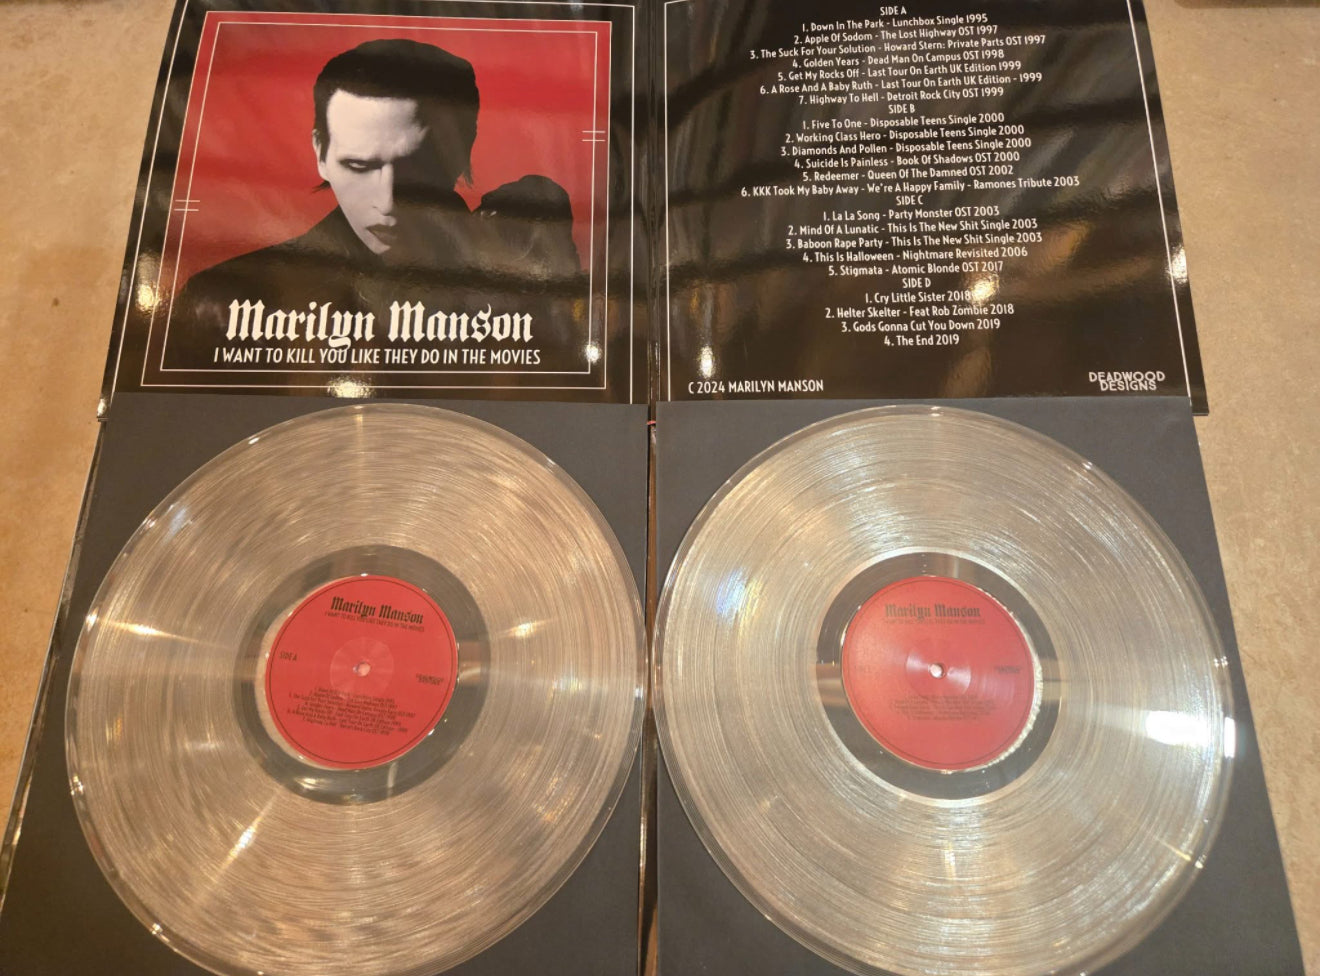 Marilyn Manson
I WANT TO KILL YOU LIKE THEY DO IN THE MOVIES
SIDE A
1. Down In The Park - Lunchbox Single 1995
2. Apple Of Sodom - The Lost Highway OST 1997
3. The Suck For Your Solution - Howard Stern: Private Parts OST 1997
4. Golden Years - Dead Man On Campus OST 1998
5. Get My Rocks Off - Last Tour On Earth UK Edition 1999
6. A Rose And A Baby Ruth - Last Tour On Earth UK Edition - 1999
7. Highway To Hell - Detroit Rock City OST 1999
SIDE B
1. Five To One - Disposable Teens Single 2000
2. Working Class Hero - Disposable Teens Single 2000
3. Diamonds And Pollen - Disposable Teens Single 2000
4. Suicide Is Painless - Book Of Shadows OST 2000
5. Redeemer - Queen Of The Damned OST 2002
6. KKK Took My Baby Away - We're A Happy Family - Ramones Tribute 2003
SIDE C
1. La La Song - Party Monster OST 2003
2. Mind Of A Lunatic - This Is The New Shit Single 2003
3. Baboon Rape Party - This Is The New Shit Single 2003
4. This Is Halloween - Nightmare Revisited 2006
5. Stigmata - Atomic Blonde OST 2017
SIDE D
1. Cry Little Sister 2018
2. Helter Skelter - Feat Rob Zombie 2018
3. Gods Gonna Cut You Down 2019
4. The End 2019
C 2024 MARILYN MANSON
DEADWOOD
DESIGNS
Marilyn Manson
I WANT TO KILL YOU LIKE THEY DO IN THE MOVIES
SIDE A
Marilyn Manson